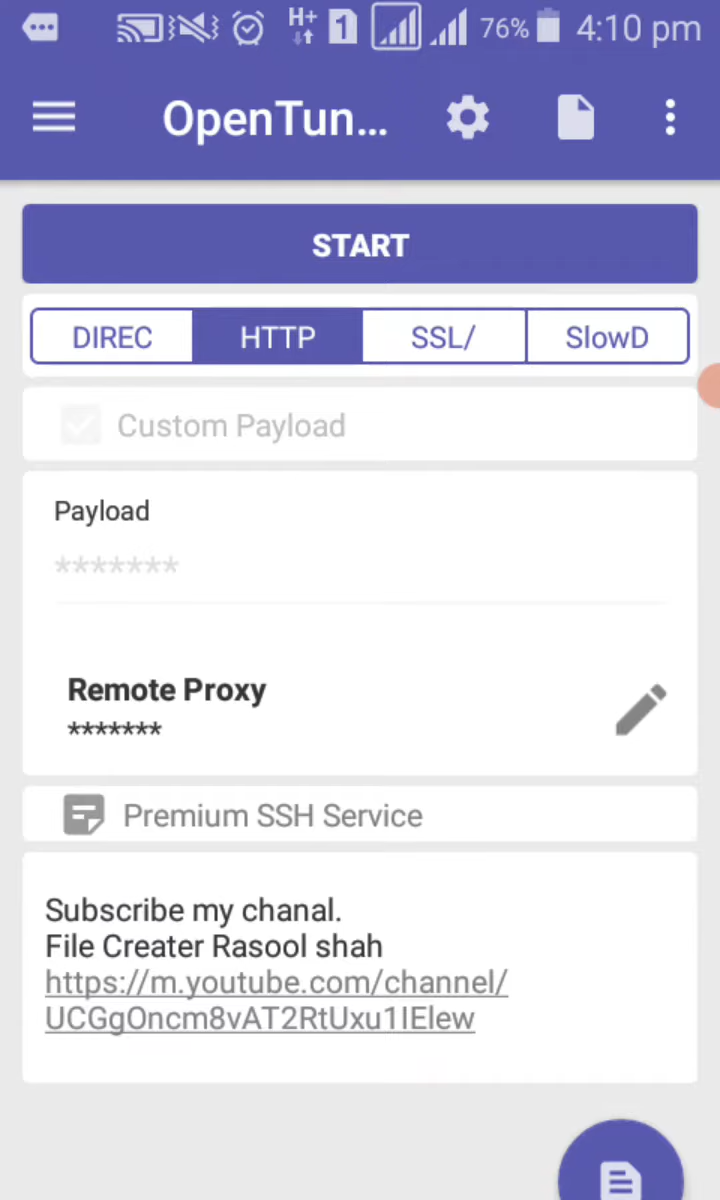 H+ 1 76% 4:10 pm
OpenTun...
START
DIREC HTTP SSL/ SlowD
Custom Payload
Payload
*******
Remote Proxy
*******
Premium SSH Service
Subscribe my chanal.
File Creater Rasool shah
https://m.youtube.com/channel/
UCGgOncm8vAT2RtUxu1IElew